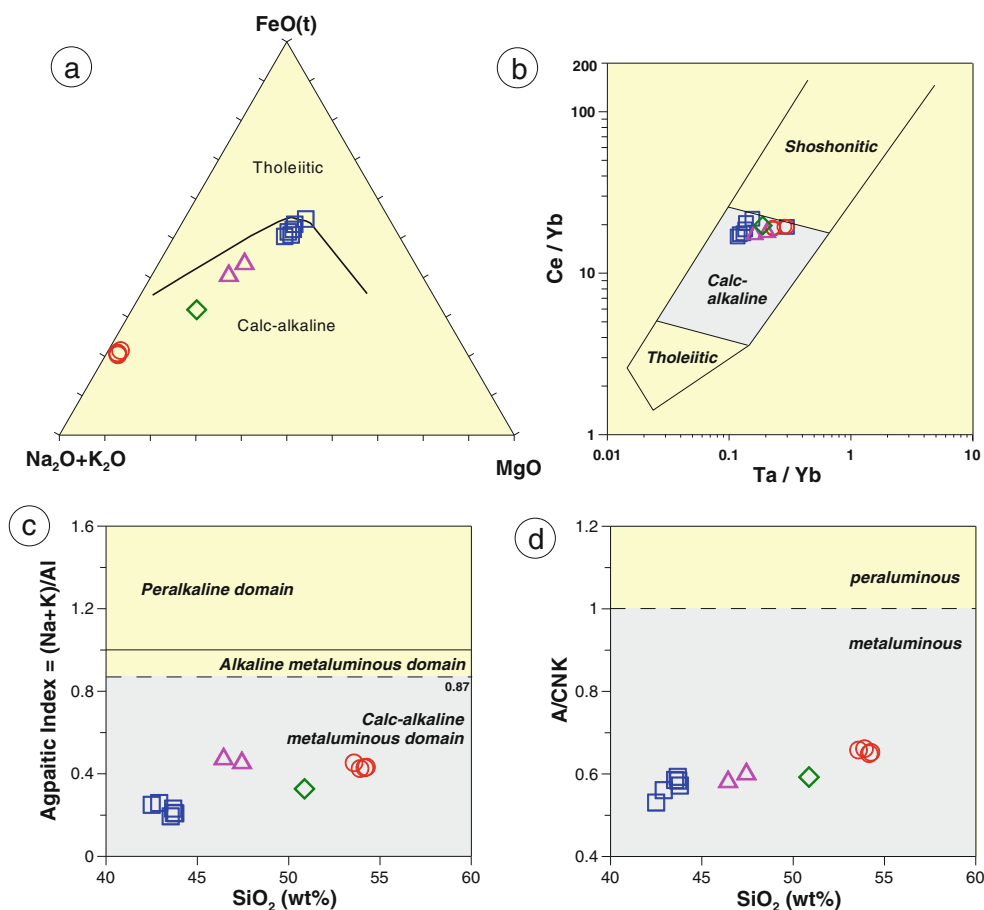 a
FeO(t)
Tholeiitic
Calc-alkaline
Na₂O+K₂O
MgO
b
Ce / Yb
200
100
10
1
Shoshonitic
Calc-
alkaline
Tholeiitic
0.01
0.1
1
10
Ta / Yb
c
Agpaitic Index = (Na+K)/Al
1.6
1.2
0.8
0.4
0
Peralkaline domain
Alkaline metaluminous domain
0.87
Calc-alkaline
metaluminous domain
40
45
50
55
60
SiO₂ (wt%)
d
A/CNK
1.2
1
0.8
0.6
0.4
peraluminous
metaluminous
40
45
50
55
60
SiO₂ (wt%)